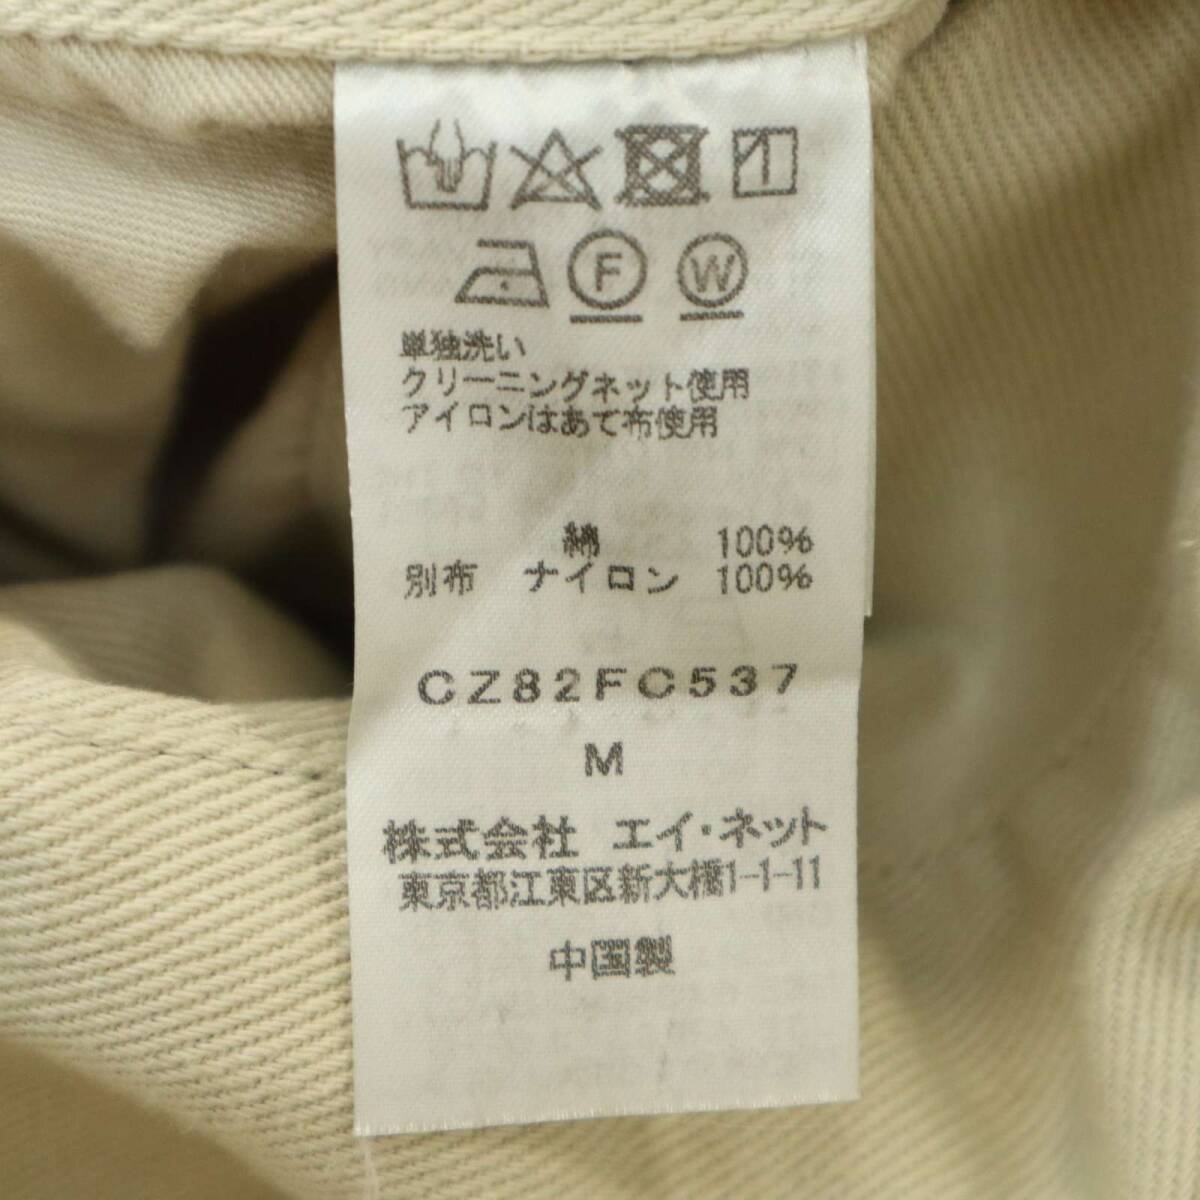 F W
単独洗い
クリーニングネット使用
アイロンはあて布使用
綿 100%
別布 ナイロン 100%
CZ82FC537
M
株式会社 エイ・ネット
東京都江東区新大橋1-1-11
中国製